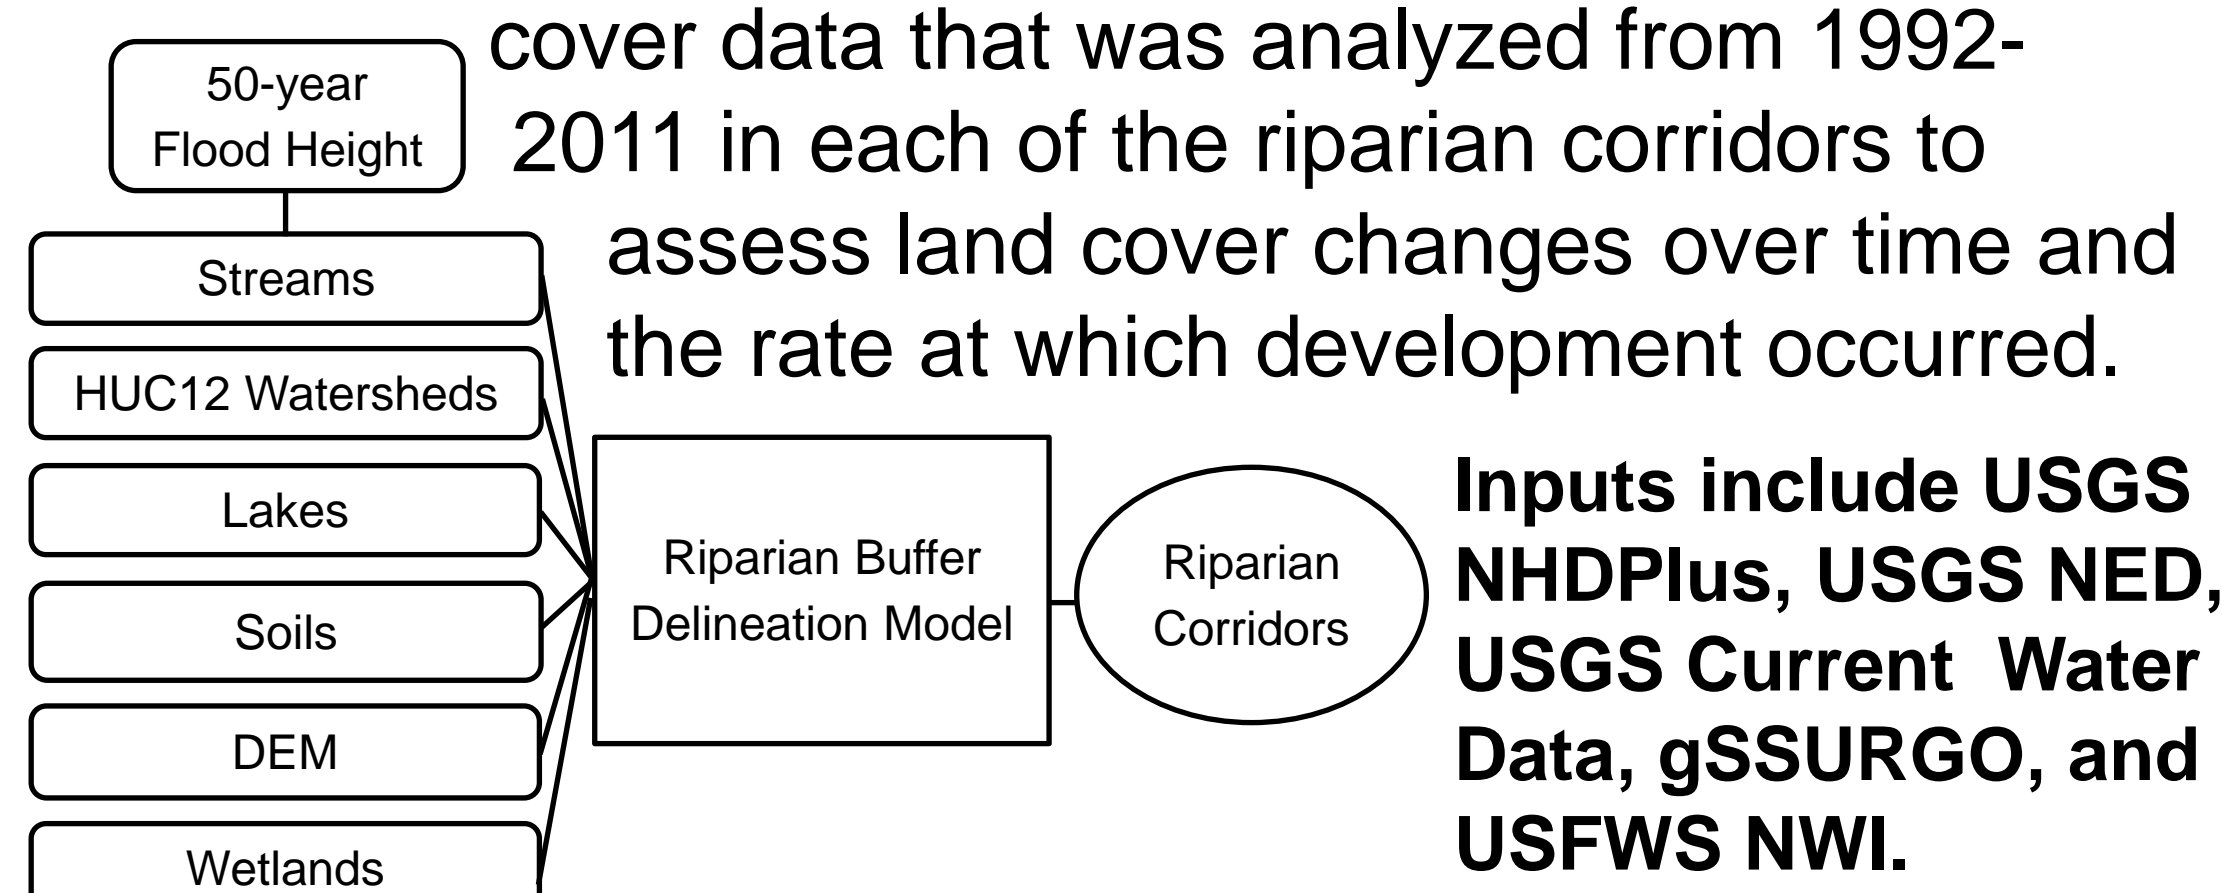 cover data that was analyzed from 1992-
2011 in each of the riparian corridors to
assess land cover changes over time and
the rate at which development occurred.
50-year
Flood Height
Streams
HUC12 Watersheds
Lakes
Soils
DEM
Wetlands
Riparian Buffer
Delineation Model
Riparian
Corridors
Inputs include USGS
NHDPlus, USGS NED,
USGS Current  Water
Data, gSSURGO, and
USFWS NWI.